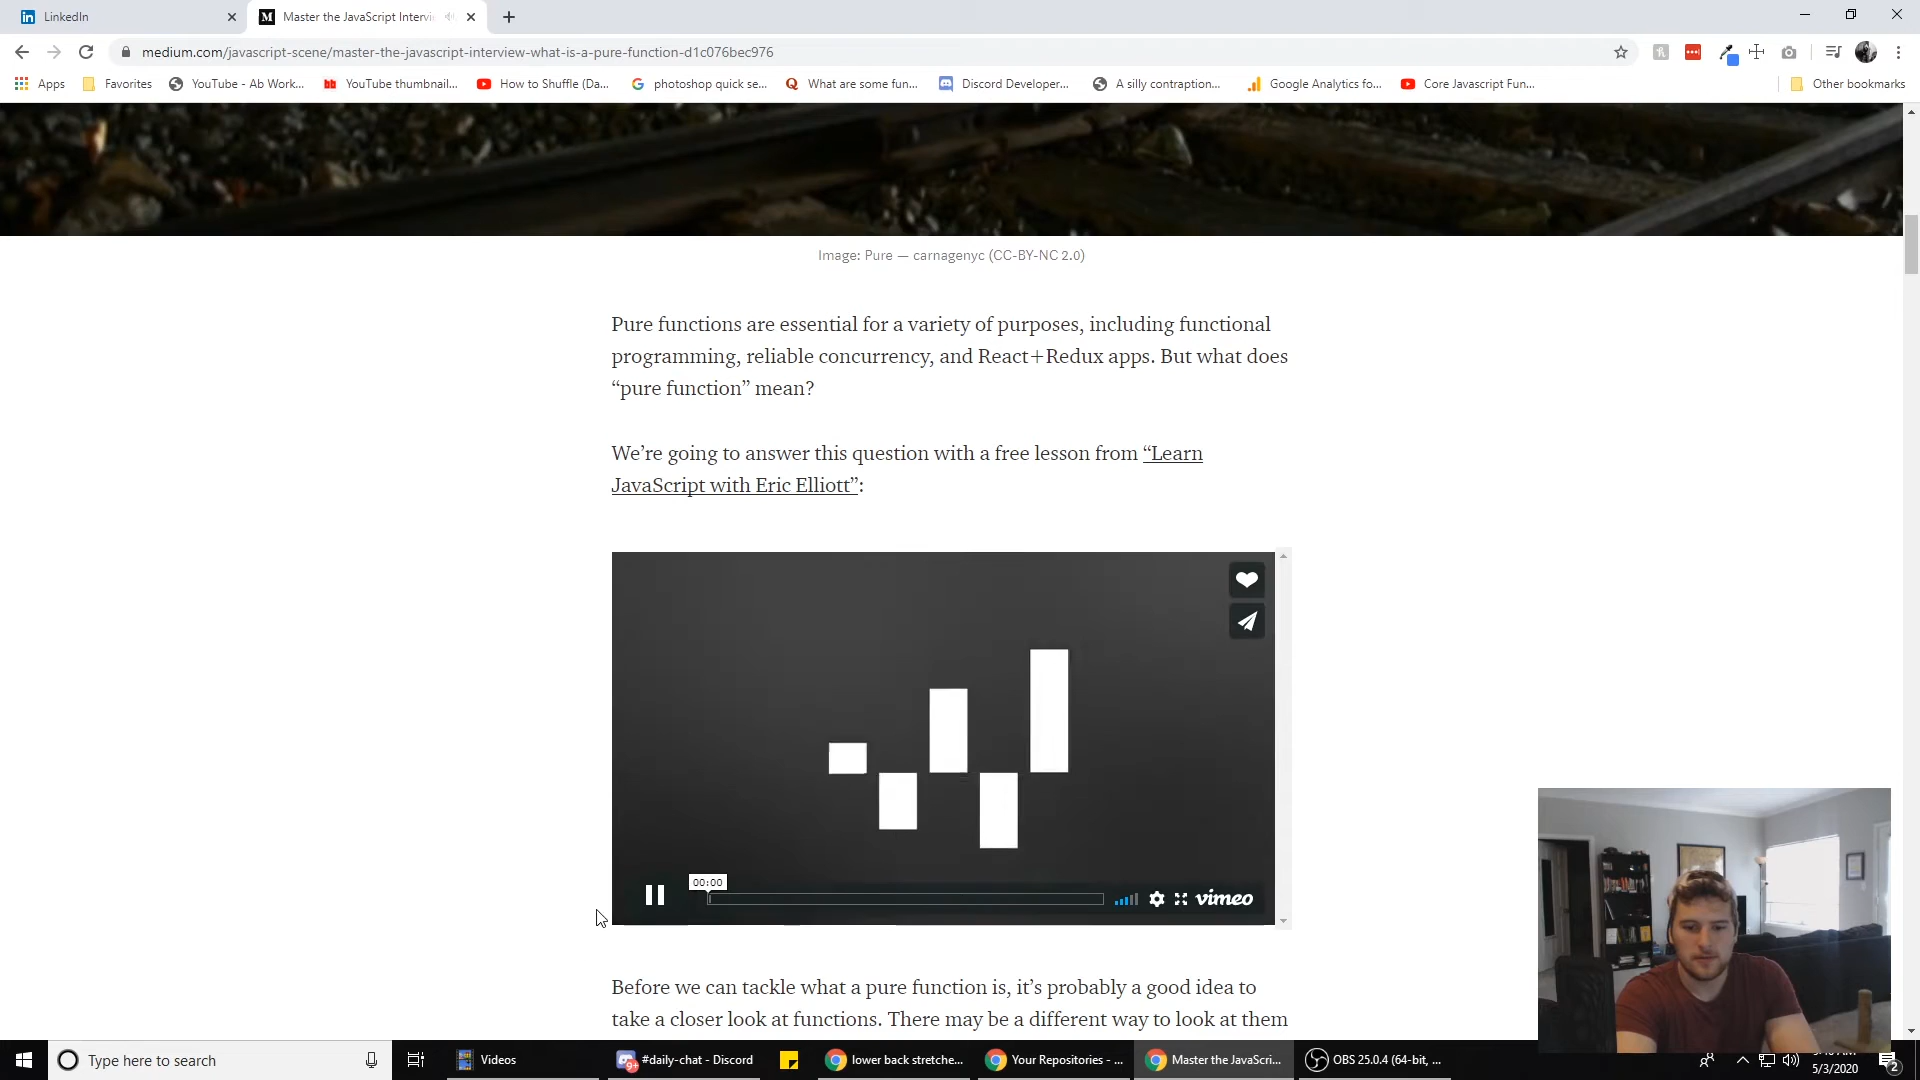 LinkedIn
Master the JavaScript Intervi
medium.com/javascript-scene/master-the-javascript-interview-what-is-a-pure-function-d1c076bec976
Apps
Favorites
YouTube - Ab Work...
YouTube thumbnail...
How to Shuffle (Da...
photoshop quick se...
What are some fun...
Discord Developer...
A silly contraption...
Google Analytics fo...
Core Javascript Fun...
Other bookmarks
Image: Pure — carnagenyc (CC-BY-NC 2.0)
Pure functions are essential for a variety of purposes, including functional
programming, reliable concurrency, and React+Redux apps. But what does
“pure function” mean?
We’re going to answer this question with a free lesson from “Learn
JavaScript with Eric Elliott”:
00:00
vimeo
Before we can tackle what a pure function is, it’s probably a good idea to
take a closer look at functions. There may be a different way to look at them
Type here to search
Videos
9+
#daily-chat - Discord
lower back stretche...
Your Repositories - ...
Master the JavaScri...
OBS 25.0.4 (64-bit, ...
5/3/2020
2